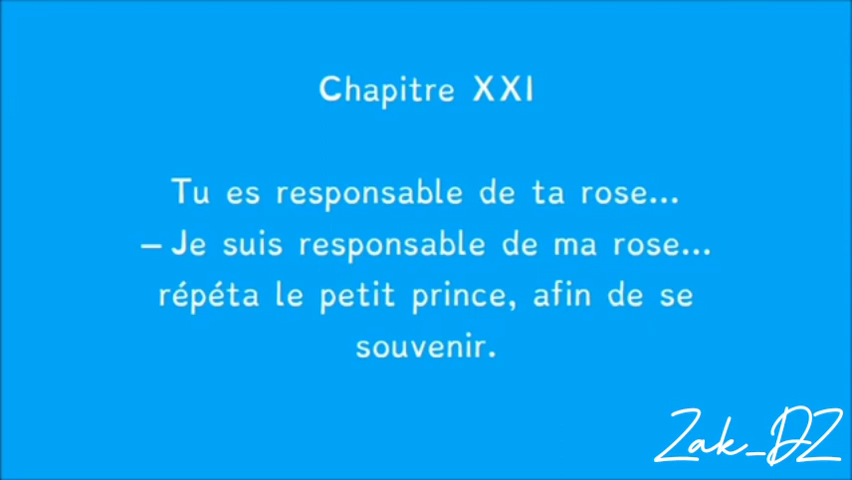 Chapitre XXI
Tu es responsable de ta rose...
– Je suis responsable de ma rose...
répéta le petit prince, afin de se
souvenir.
Zak_DZ